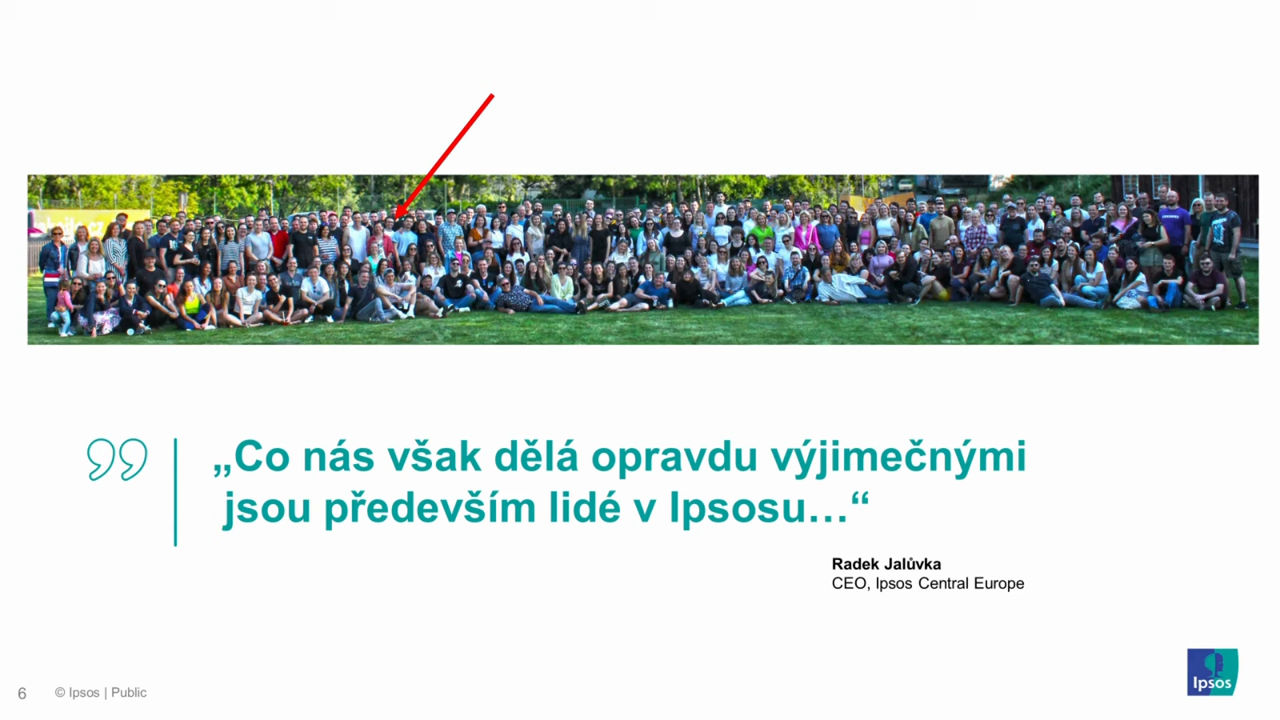 „Co nás však dělá opravdu výjimečnými
jsou především lidé v Ipsosu…“
Radek Jalůvka
CEO, Ipsos Central Europe
6
© Ipsos | Public
Ipsos